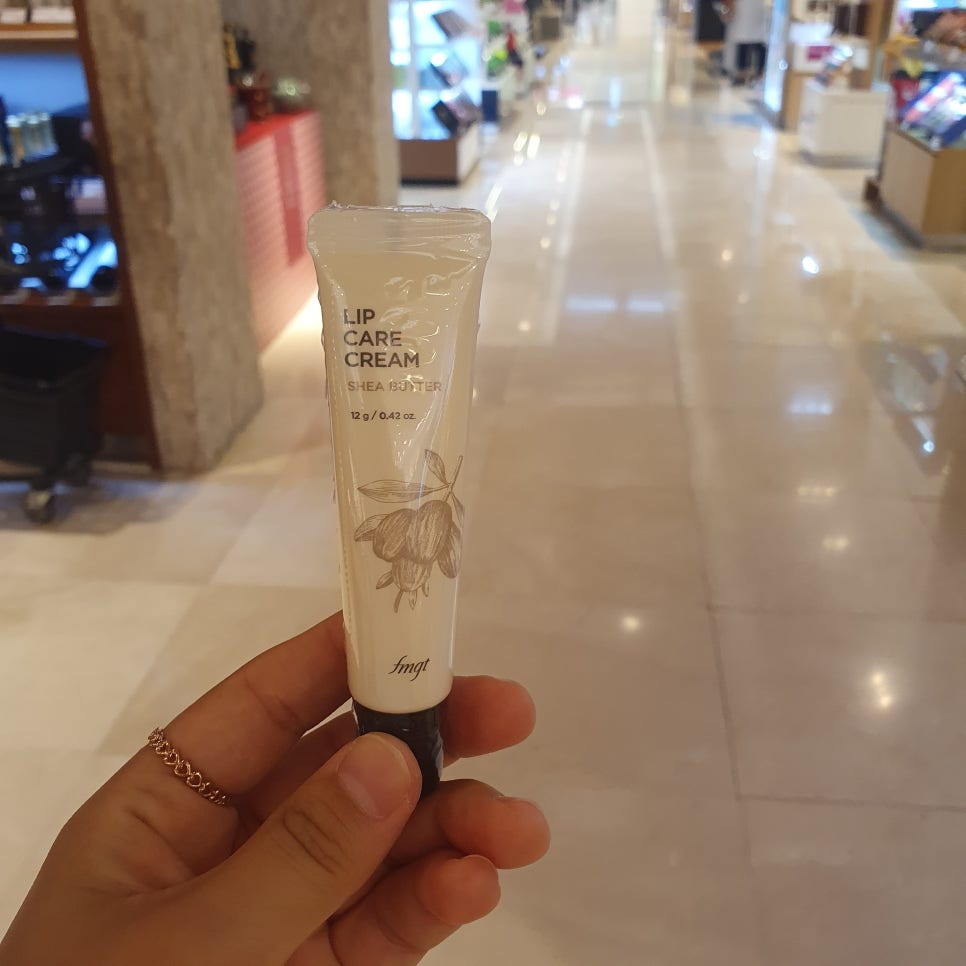 LIP
CARE
CREAM
SHEA BUTTER
12 g / 0.42 oz.
fmgt